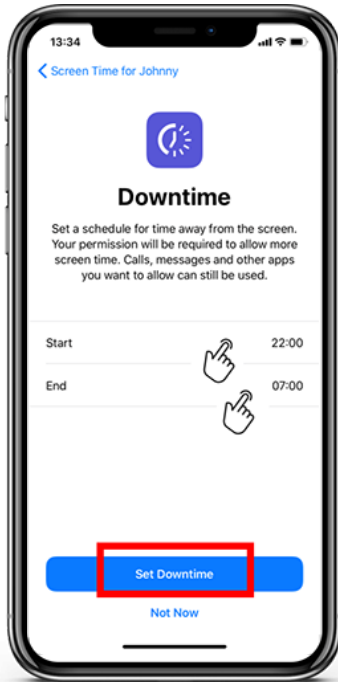 13:34
Screen Time for Johnny
Downtime
Set a schedule for time away from the screen.
Your permission will be required to allow more
screen time. Calls, messages and other apps
you want to allow can still be used.
Start 22:00
End 07:00
Set Downtime
Not Now